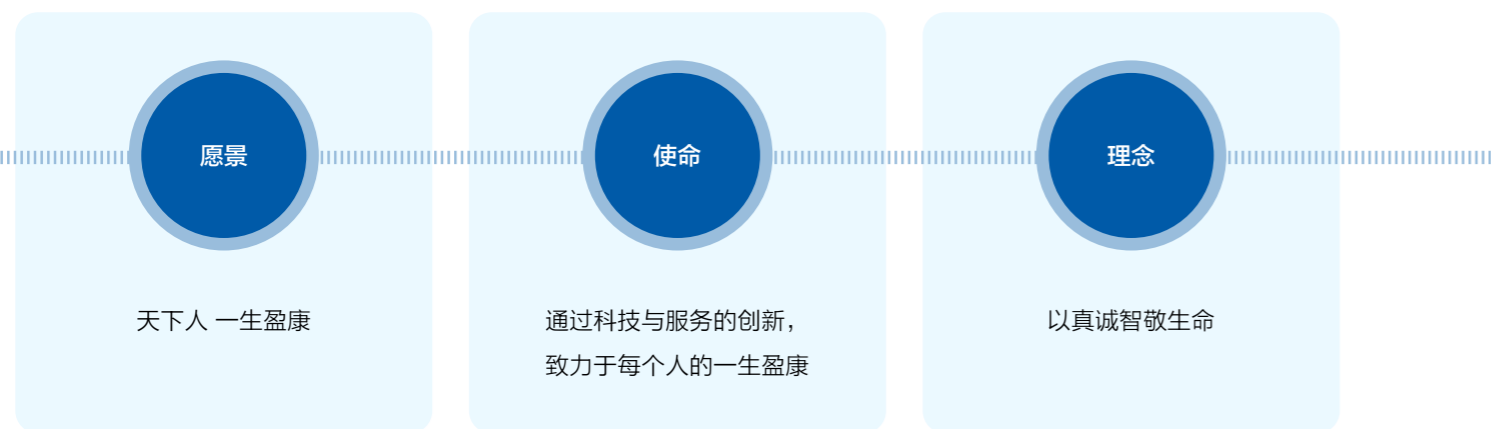 愿景
天下人 一生盈康
使命
通过科技与服务的创新，
致力于每个人的一生盈康
理念
以真诚智敬生命